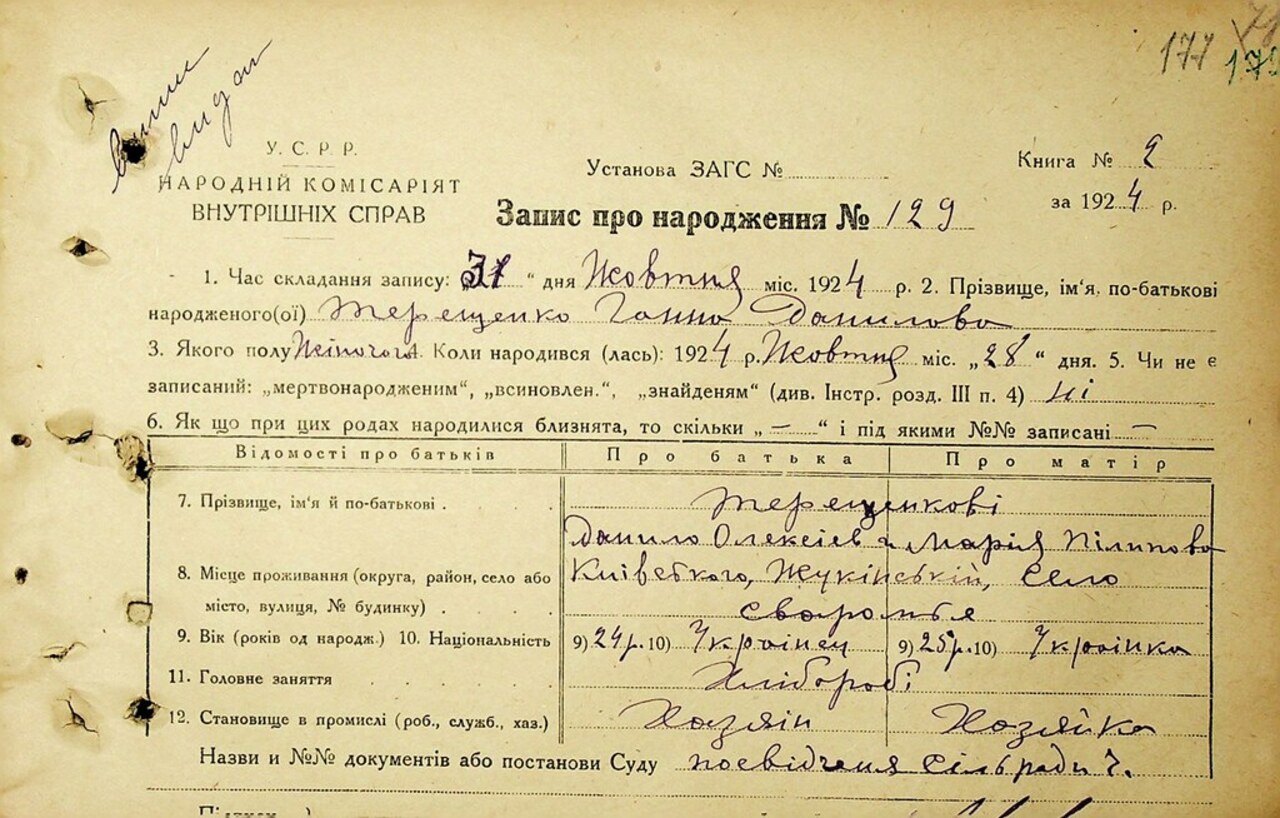 177
У. С. Р. Р.
НАРОДНІЙ КОМІСАРІЯТ
ВНУТРІШНІХ СПРАВ
Установа ЗАГС №
Книга № 2
за 1924 р.
Запис про народження № 129
1. Час складання запису: „31“ дня Жовтня міс. 1924 р. 2. Прізвище, ім'я, по-батькові
народженого(ої) Терещенко Ганна Данилова
3. Якого полу Жіночого 4. Коли народився (лась): 1924 р. Жовтня міс. „28“ дня. 5. Чи не є
записаний: „мертвонародженим“, „всиновлен.“, „знайденям“ (див. Інстр. розд. III п. 4) ні
6. Як що при цих родах народилися близнята, то скільки „—“ і під якими №№ записані —
Відомості про батьків Про батька Про матір
7. Прізвище, ім'я й по-батькові . . . Терещенкові
Данило Олексіев и Марія Пілипова
8. Місце проживання (округа, район, село або Київського, Жукінській, село
місто, вулиця, № будинку) . . . Сваромья
9. Вік (років од народж.) 10. Національність 9) 24 р. 10) Українец 9) 25 р. 10) Українка
11. Головне заняття . . . . Хліборобі
12. Становище в промислі (роб., служб., хаз.) Хазяін Хозяйка
Назви и №№ документів або постанови Суду посвідченя Сільради